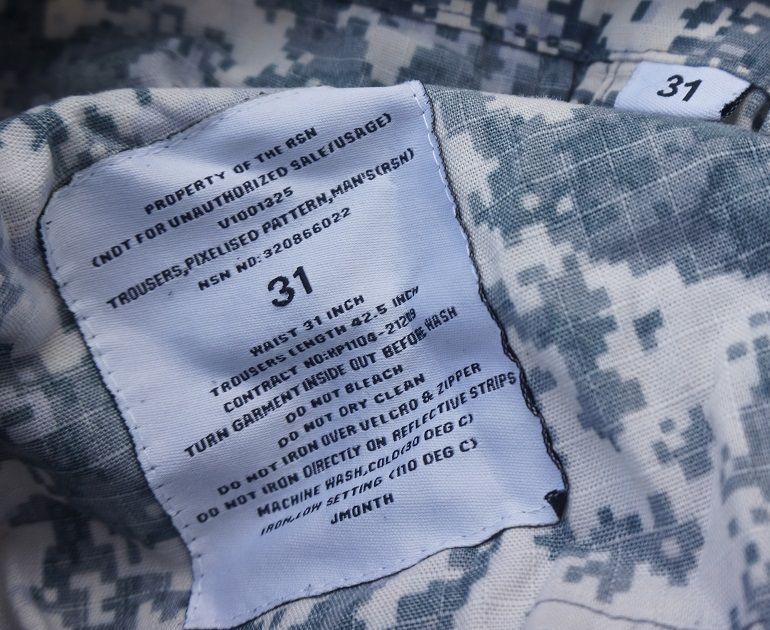 31
PROPERTY OF THE RSN
(NOT FOR UNAUTHORIZED SALE/USAGE)
V1001325
TROUSERS,PIXELISED PATTERN,MAN'S(RSN)
NSN NO:320866022
31
WAIST 31 INCH
TROUSERS LENGTH 42-5 INCH
CONTRACT
TURN GARMENT INSIDE OUT BEFORE WASH
DO NOT BLEACH
DO NOT DRY CLEAN
DO NOT IRON OVER VELCRO & ZIPPER
DO NOT IRON DIRECTLY ON REFLECTIVE STRIPS
MACHINE WASH,COLD(30 DEG C)
IRON,LOW SETTING (110 DEG C)
JMONTH